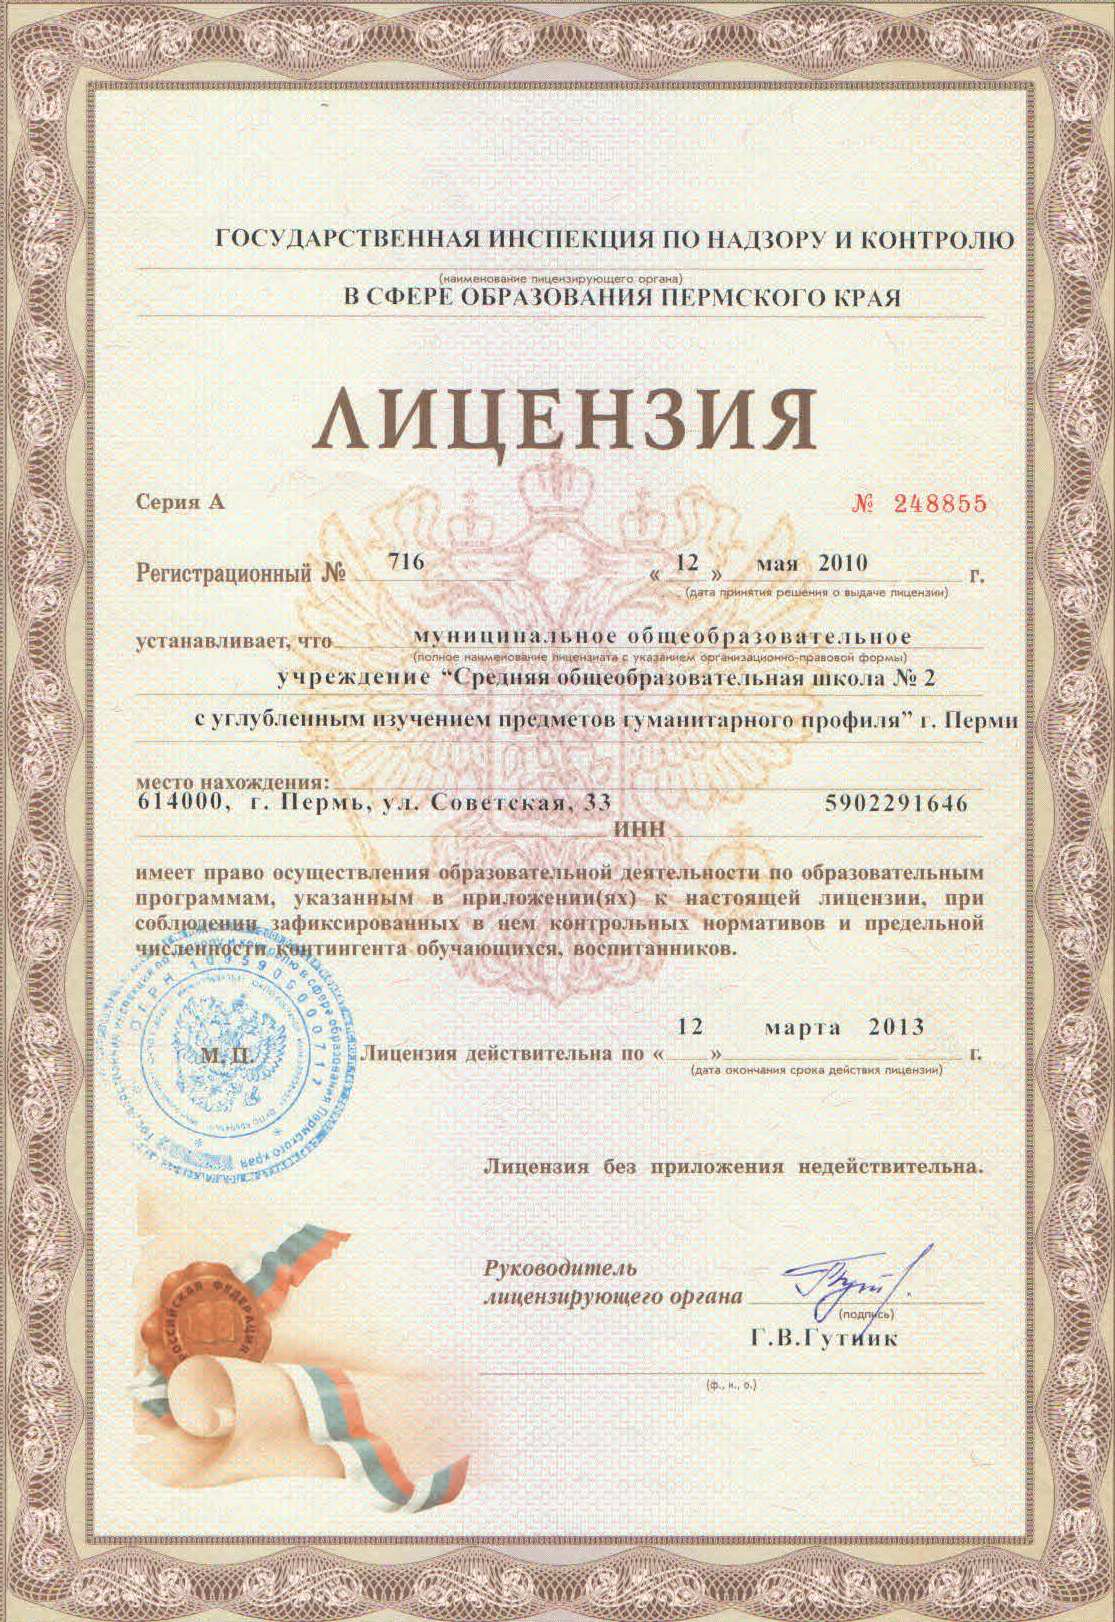 ГОСУДАРСТВЕННАЯ ИНСПЕКЦИЯ ПО НАДЗОРУ И КОНТРОЛЮ
(наименование лицензирующего органа)
В СФЕРЕ ОБРАЗОВАНИЯ ПЕРМСКОГО КРАЯ
ЛИЦЕНЗИЯ
Серия А № 248855
Регистрационный № 716 « 12 » мая 2010 г.
(дата принятия решения о выдаче лицензии)
устанавливает, что муниципальное общеобразовательное
(полное наименование лицензиата с указанием организационно-правовой формы)
учреждение “Средняя общеобразовательная школа № 2
с углубленным изучением предметов гуманитарного профиля” г. Перми
место нахождения:
614000, г. Пермь, ул. Советская, 33 5902291646
ИНН
имеет право осуществления образовательной деятельности по образовательным
программам, указанным в приложении(ях) к настоящей лицензии, при
соблюдении зафиксированных в нем контрольных нормативов и предельной
численности контингента обучающихся, воспитанников.
12 марта 2013
М. П. Лицензия действительна по « » г.
(дата окончания срока действия лицензии)
Лицензия без приложения недействительна.
Руководитель
лицензирующего органа
(подпись)
Г.В.Гутник
(ф., и., о.)
РОССИЙСКАЯ ФЕДЕРАЦИЯ